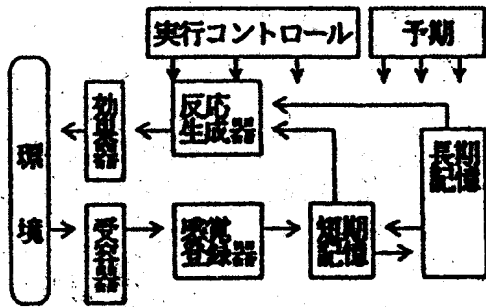 実行コントロール
予期
環境
効果器
反応
生成器
長期
記憶
受容器
感覚
登録器
短期
記憶